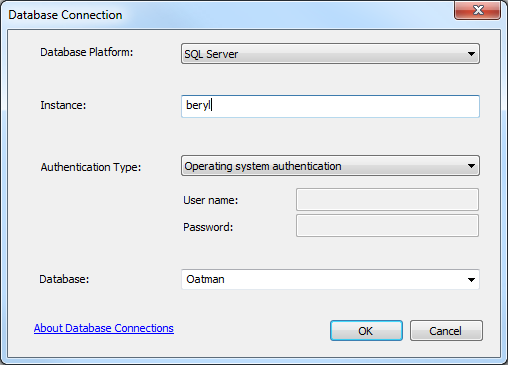 Database Connection
Database Platform: SQL Server
Instance: beryl
Authentication Type: Operating system authentication
User name:
Password:
Database: Oatman
About Database Connections OK Cancel